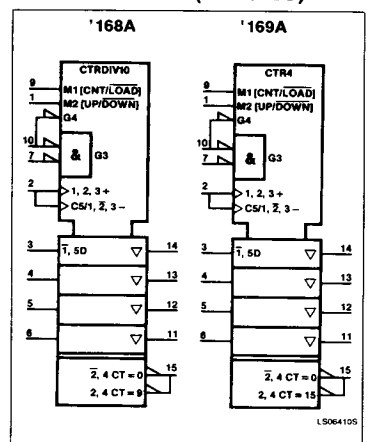 '168A
CTRDIV10
9
M1 [CNT/L̅O̅A̅D̅]
1
M2 [UP/D̅O̅W̅N̅]
G4
10
&
G3
7
2
1, 2, 3 +
C5/1, 2̅, 3 −
3
1̅, 5D
▽
14
4
▽
13
5
▽
12
6
▽
11
2̅, 4 CT = 0
15
2, 4 CT = 9
'169A
CTR4
9
M1 [CNT/L̅O̅A̅D̅]
1
M2 [UP/D̅O̅W̅N̅]
G4
10
&
G3
7
2
1, 2, 3 +
C5/1, 2̅, 3 −
3
1̅, 5D
▽
14
4
▽
13
5
▽
12
6
▽
11
2̅, 4 CT = 0
15
2, 4 CT = 15
LS06410S